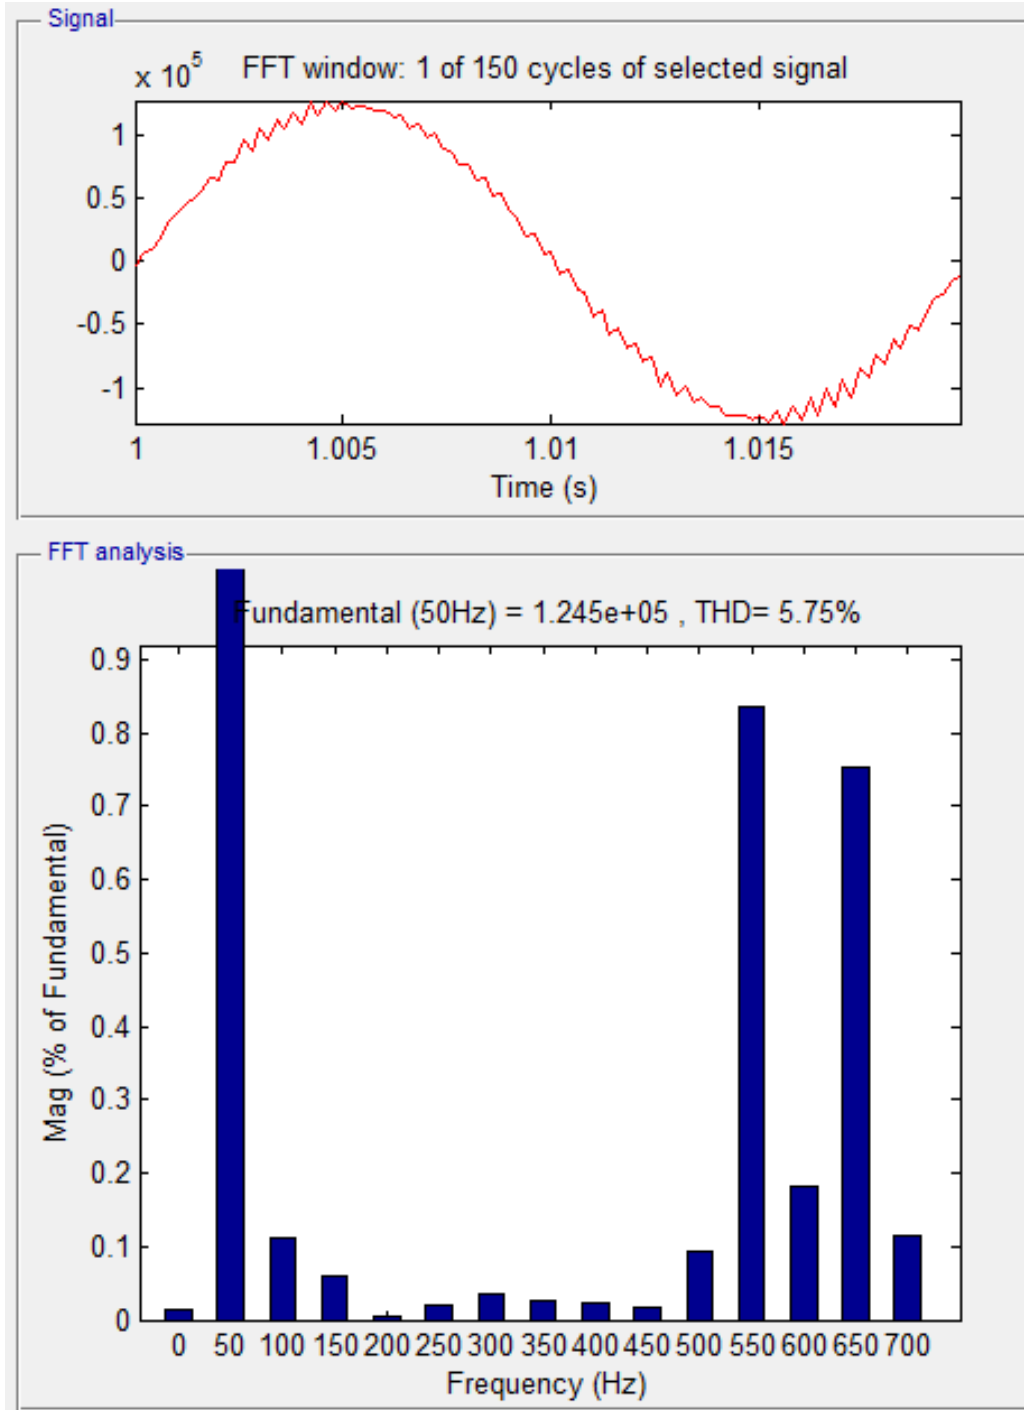 Signal
x 10^5 FFT window: 1 of 150 cycles of selected signal
1
0.5
0
-0.5
-1
1 1.005 1.01 1.015
Time (s)
FFT analysis
Fundamental (50Hz) = 1.245e+05 , THD= 5.75%
0.9
0.8
0.7
0.6
0.5
0.4
0.3
0.2
0.1
0
Mag (% of Fundamental)
0 50 100 150 200 250 300 350 400 450 500 550 600 650 700
Frequency (Hz)